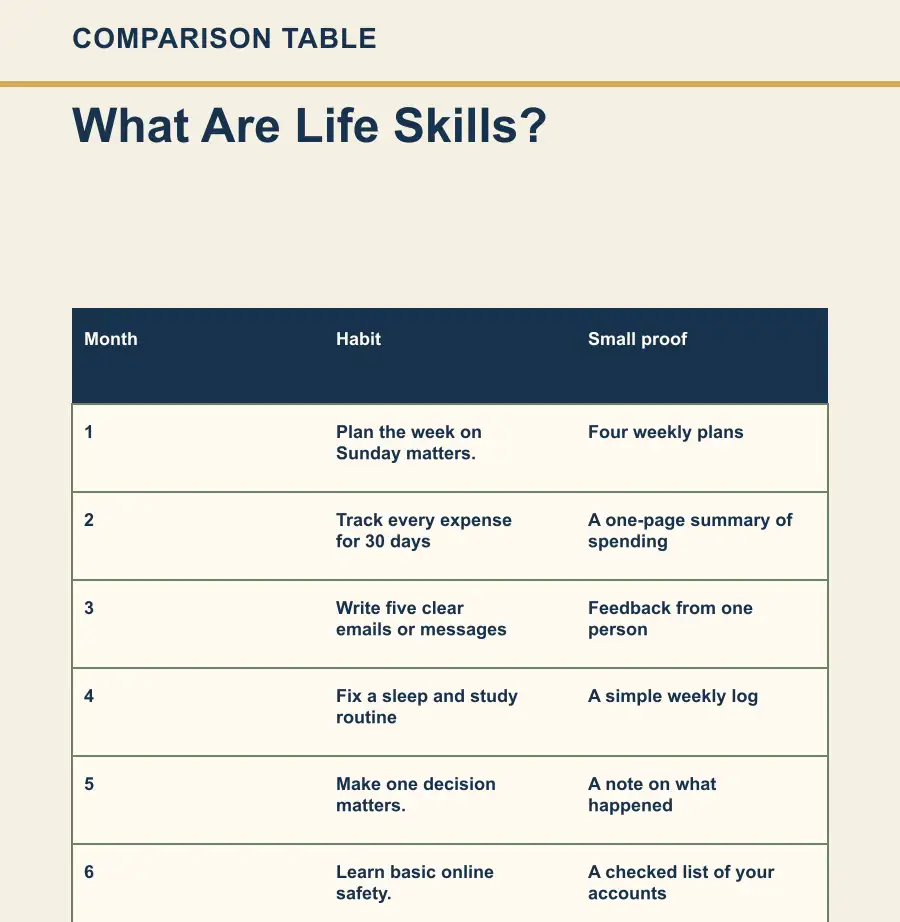 COMPARISON TABLE
What Are Life Skills?
Month Habit Small proof
1 Plan the week on Four weekly plans
Sunday matters.
2 Track every expense A one-page summary of
for 30 days spending
3 Write five clear Feedback from one
emails or messages person
4 Fix a sleep and study A simple weekly log
routine
5 Make one decision A note on what
matters. happened
6 Learn basic online A checked list of your
safety. accounts